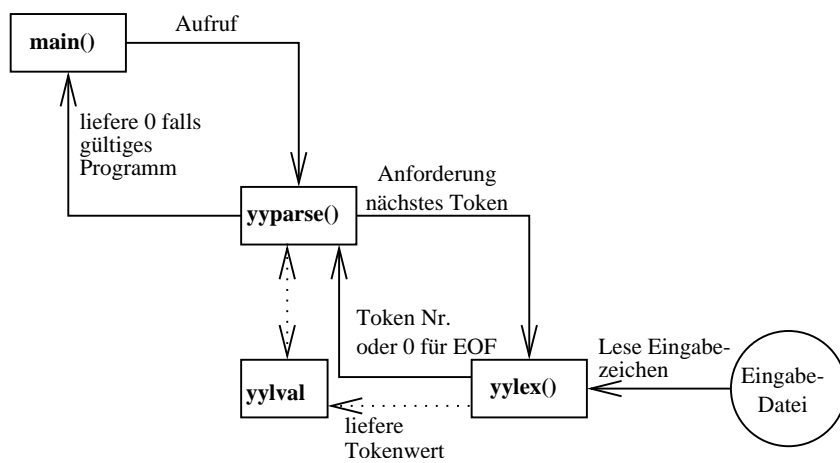 Aufruf
main()
liefere 0 falls
gültiges
Programm
Anforderung
nächstes Token
yyparse()
Token Nr.
oder 0 für EOF
Lese Eingabe-
zeichen
Eingabe-
Datei
yylval
yylex()
liefere
Tokenwert